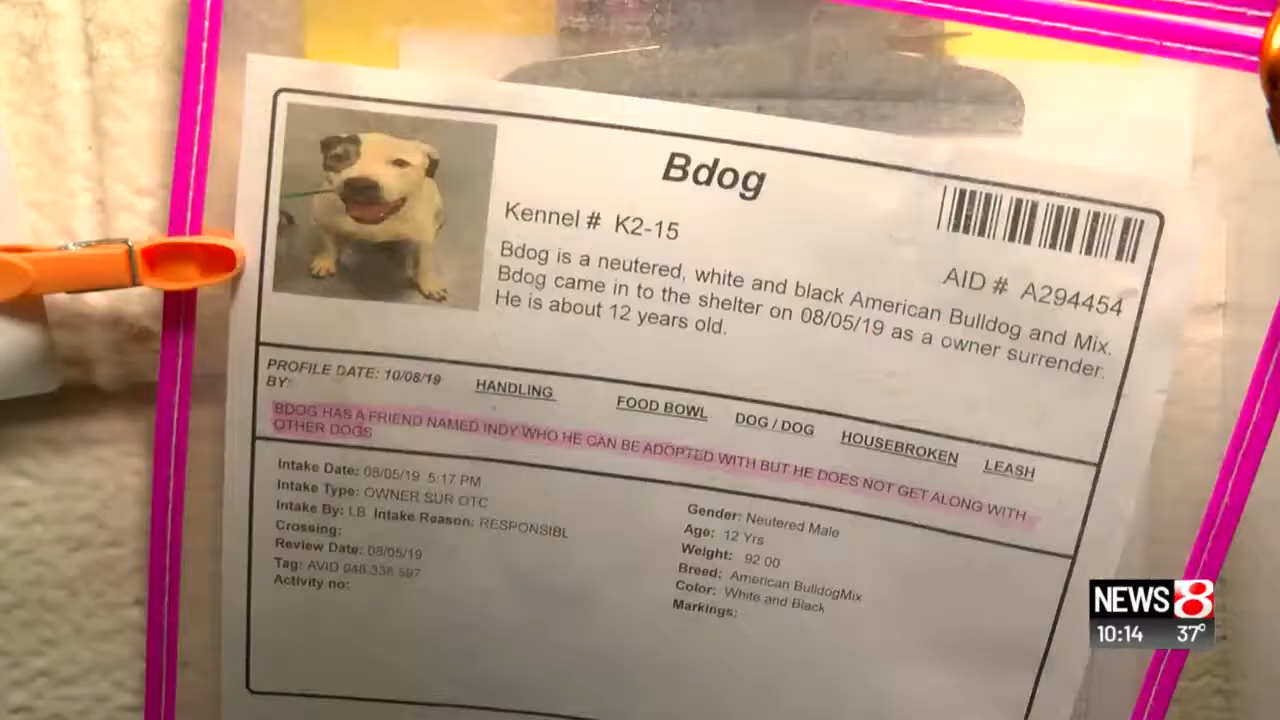 Bdog
Kennel # K2-15
AID # A294454
Bdog is a neutered, white and black American Bulldog and Mix.
Bdog came in to the shelter on 08/05/19 as a owner surrender.
He is about 12 years old.
PROFILE DATE: 10/08/19
BY:
HANDLING FOOD BOWL DOG / DOG HOUSEBROKEN LEASH
BDOG HAS A FRIEND NAMED INDY WHO HE CAN BE ADOPTED WITH BUT HE DOES NOT GET ALONG WITH
OTHER DOGS
Intake Date: 08/05/19 5:17 PM
Intake Type: OWNER SUR OTC
Intake By: LB Intake Reason: RESPONSIBL
Crossing:
Review Date: 08/05/19
Tag: AVID 046 338 597
Activity no:
Gender: Neutered Male
Age: 12 Yrs
Weight: 92.00
Breed: American BulldogMix
Color: White and Black
Markings:
NEWS 8
10:14 37°